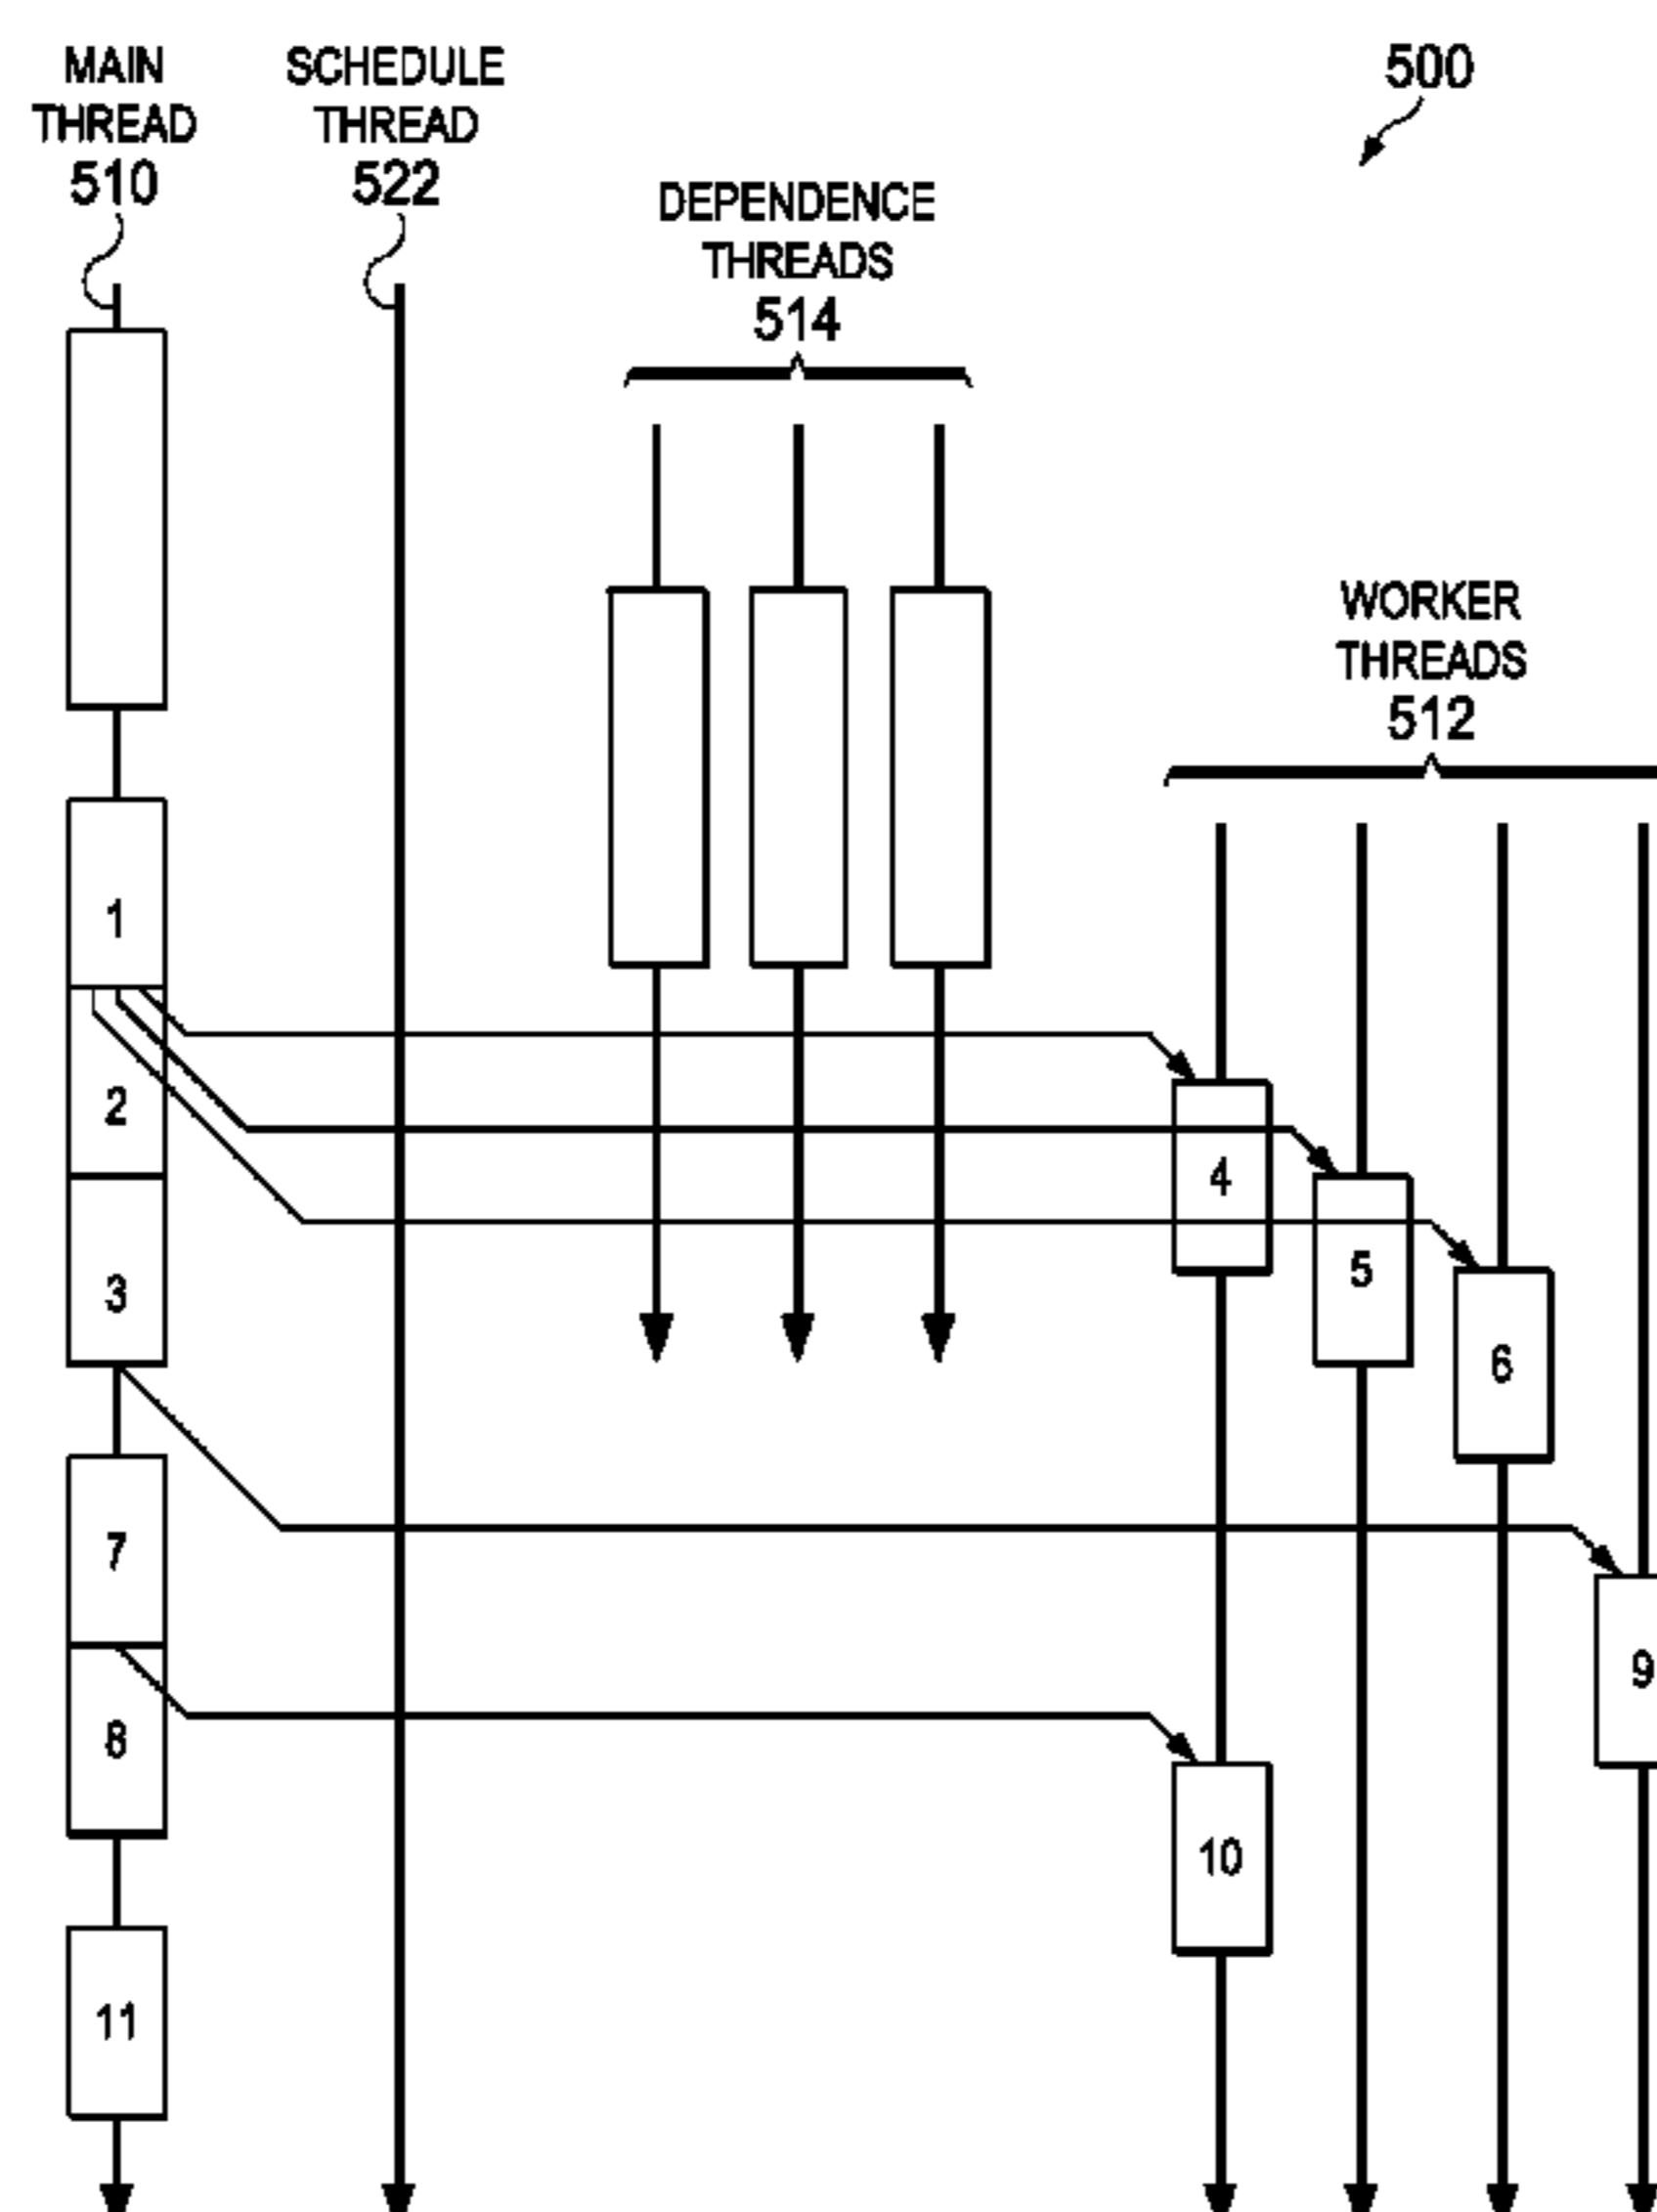 MAIN
THREAD
510
SCHEDULE
THREAD
522
DEPENDENCE
THREADS
514
500
WORKER
THREADS
512
1
2
3
4
5
6
7
8
9
10
11